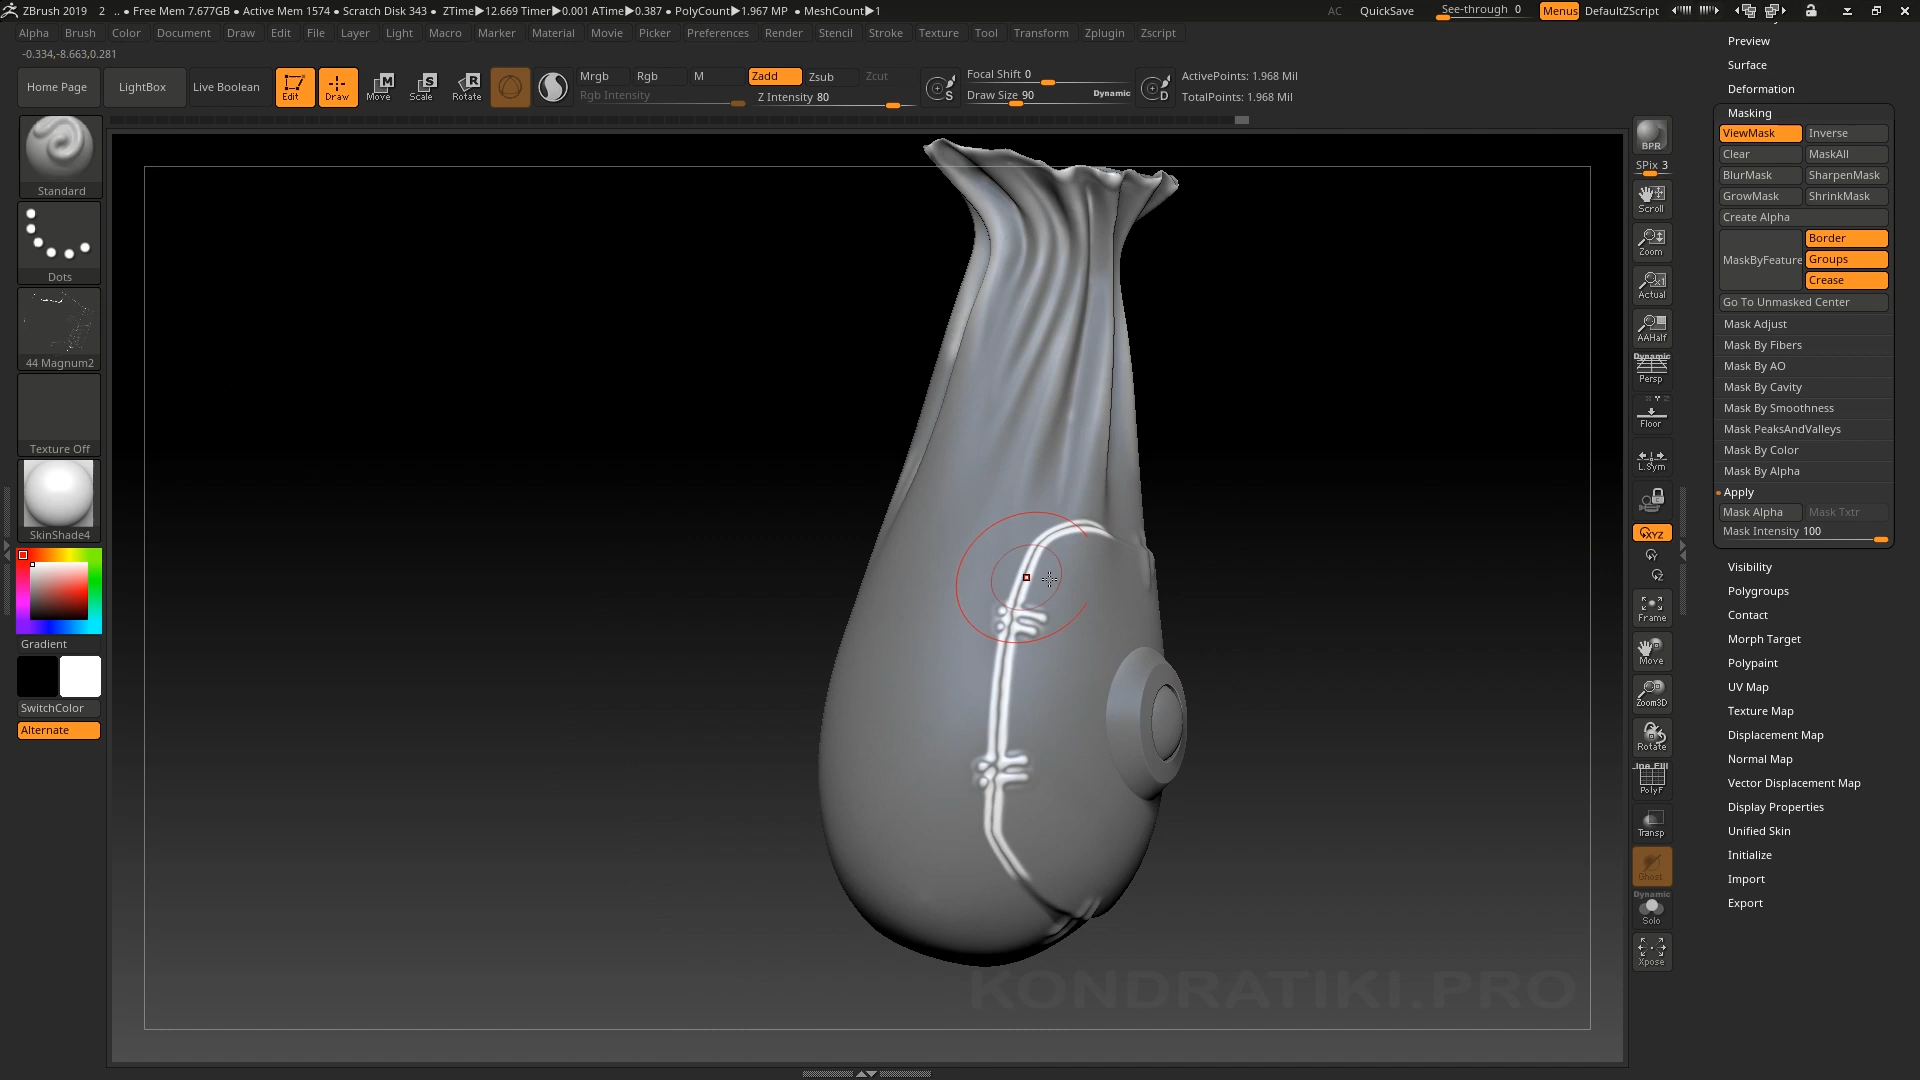 ZBrush 2019 2 .. • Free Mem 7.677GB • Active Mem 1574 • Scratch Disk 343 • ZTime▶12.669 Timer▶0.001 ATime▶0.387 • PolyCount▶1.967 MP • MeshCount▶1 AC QuickSave See-through 0 Menus DefaultZScript
Alpha Brush Color Document Draw Edit File Layer Light Macro Marker Material Movie Picker Preferences Render Stencil Stroke Texture Tool Transform Zplugin Zscript
-0.334,-8.663,0.281
Home Page LightBox Live Boolean Edit Draw Move Scale Rotate
M S R
Mrgb Rgb M Zadd Zsub Zcut
Rgb Intensity Z Intensity 80
S Focal Shift 0
Draw Size 90 Dynamic
D ActivePoints: 1.968 Mil
TotalPoints: 1.968 Mil
Standard
Dots
44 Magnum2
Texture Off
SkinShade4
Gradient
SwitchColor
Alternate
KONDRATIKI.PRO
BPR
SPix 3
Scroll
Zoom
Actual
AAHalf
Dynamic
Persp
Floor
L.Sym
XYZ
Y
Z
Frame
Move
Zoom3D
Rotate
Line Fill
PolyF
Transp
Ghost
Dynamic
Solo
Xpose
Preview
Surface
Deformation
Masking
ViewMask Inverse
Clear MaskAll
BlurMask SharpenMask
GrowMask ShrinkMask
Create Alpha
MaskByFeature Border
Groups
Crease
Go To Unmasked Center
Mask Adjust
Mask By Fibers
Mask By AO
Mask By Cavity
Mask By Smoothness
Mask PeaksAndValleys
Mask By Color
Mask By Alpha
Apply
Mask Alpha Mask Txtr
Mask Intensity 100
Visibility
Polygroups
Contact
Morph Target
Polypaint
UV Map
Texture Map
Displacement Map
Normal Map
Vector Displacement Map
Display Properties
Unified Skin
Initialize
Import
Export